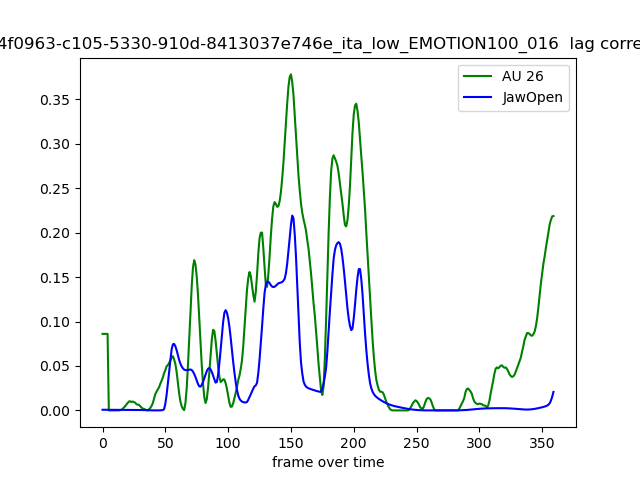 4f0963-c105-5330-910d-8413037e746e_ita_low_EMOTION100_016 lag corre
AU 26
JawOpen
0.35
0.30
0.25
0.20
0.15
0.10
0.05
0.00
0 50 100 150 200 250 300 350
frame over time